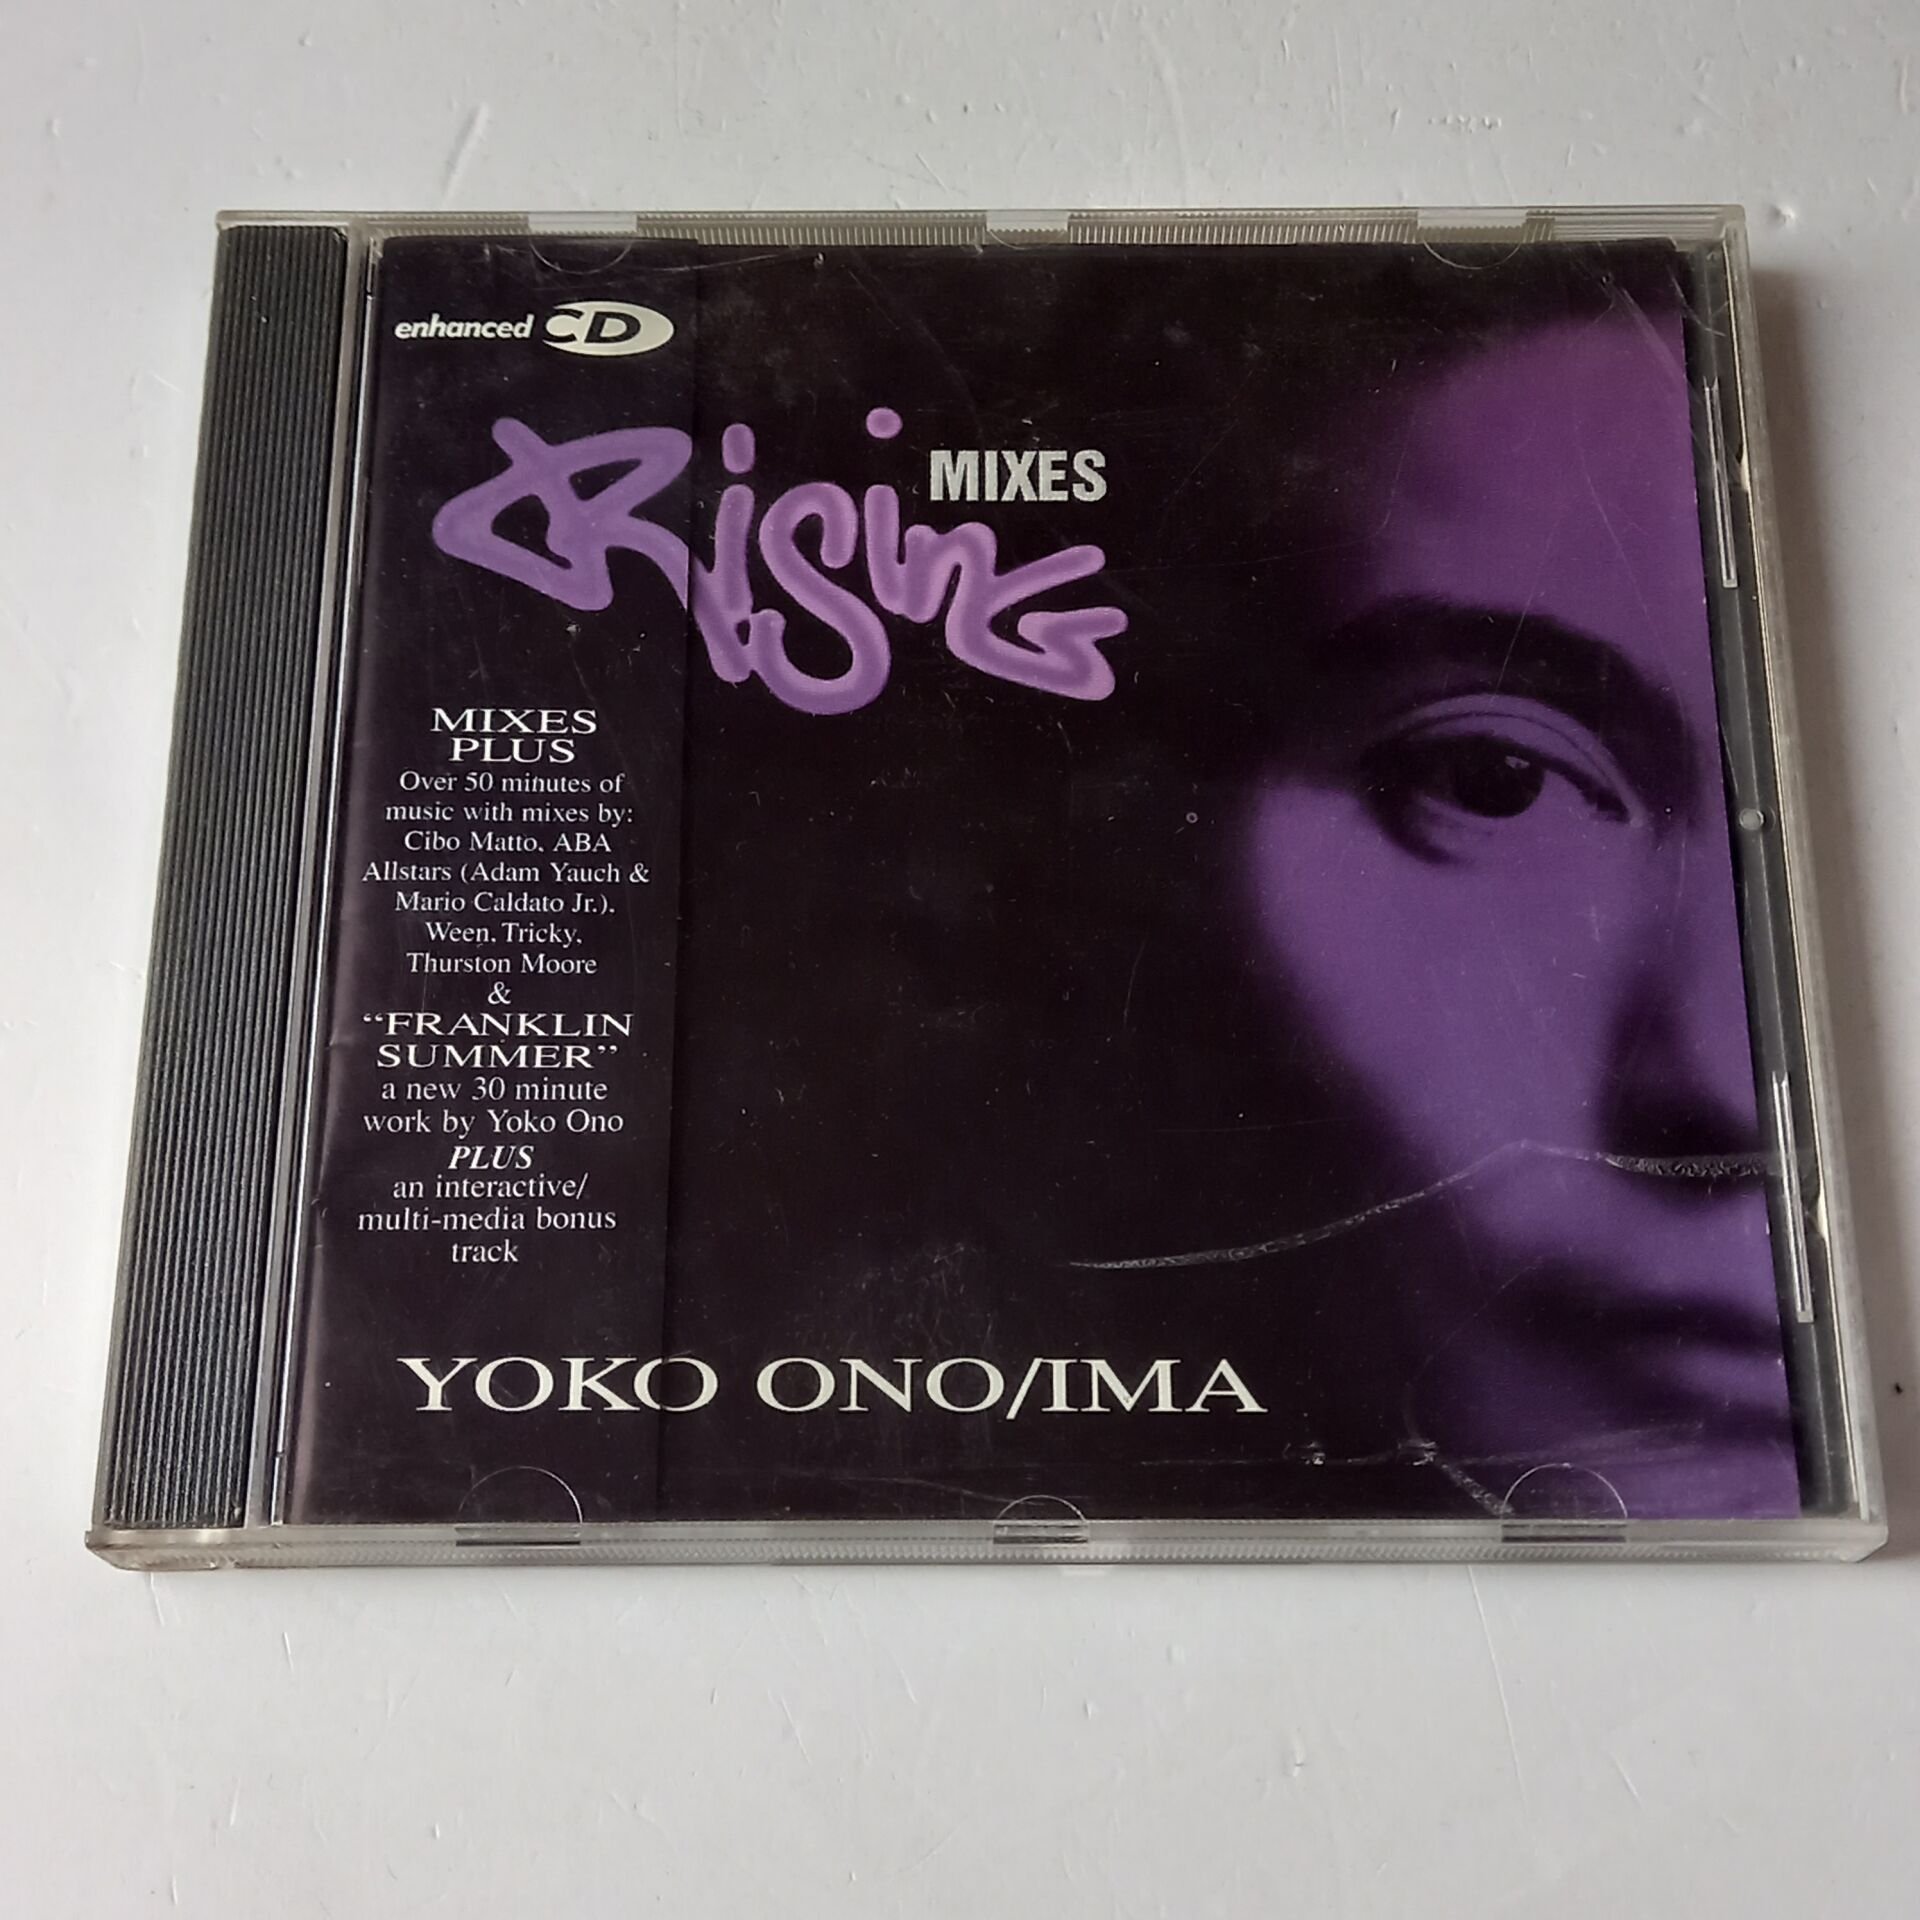 enhanced CD
Rising MIXES
MIXES
PLUS
Over 50 minutes of
music with mixes by:
Cibo Matto, ABA
Allstars (Adam Yauch &
Mario Caldato Jr.),
Ween, Tricky,
Thurston Moore
&
“FRANKLIN
SUMMER”
a new 30 minute
work by Yoko Ono
PLUS
an interactive/
multi-media bonus
track
YOKO ONO/IMA